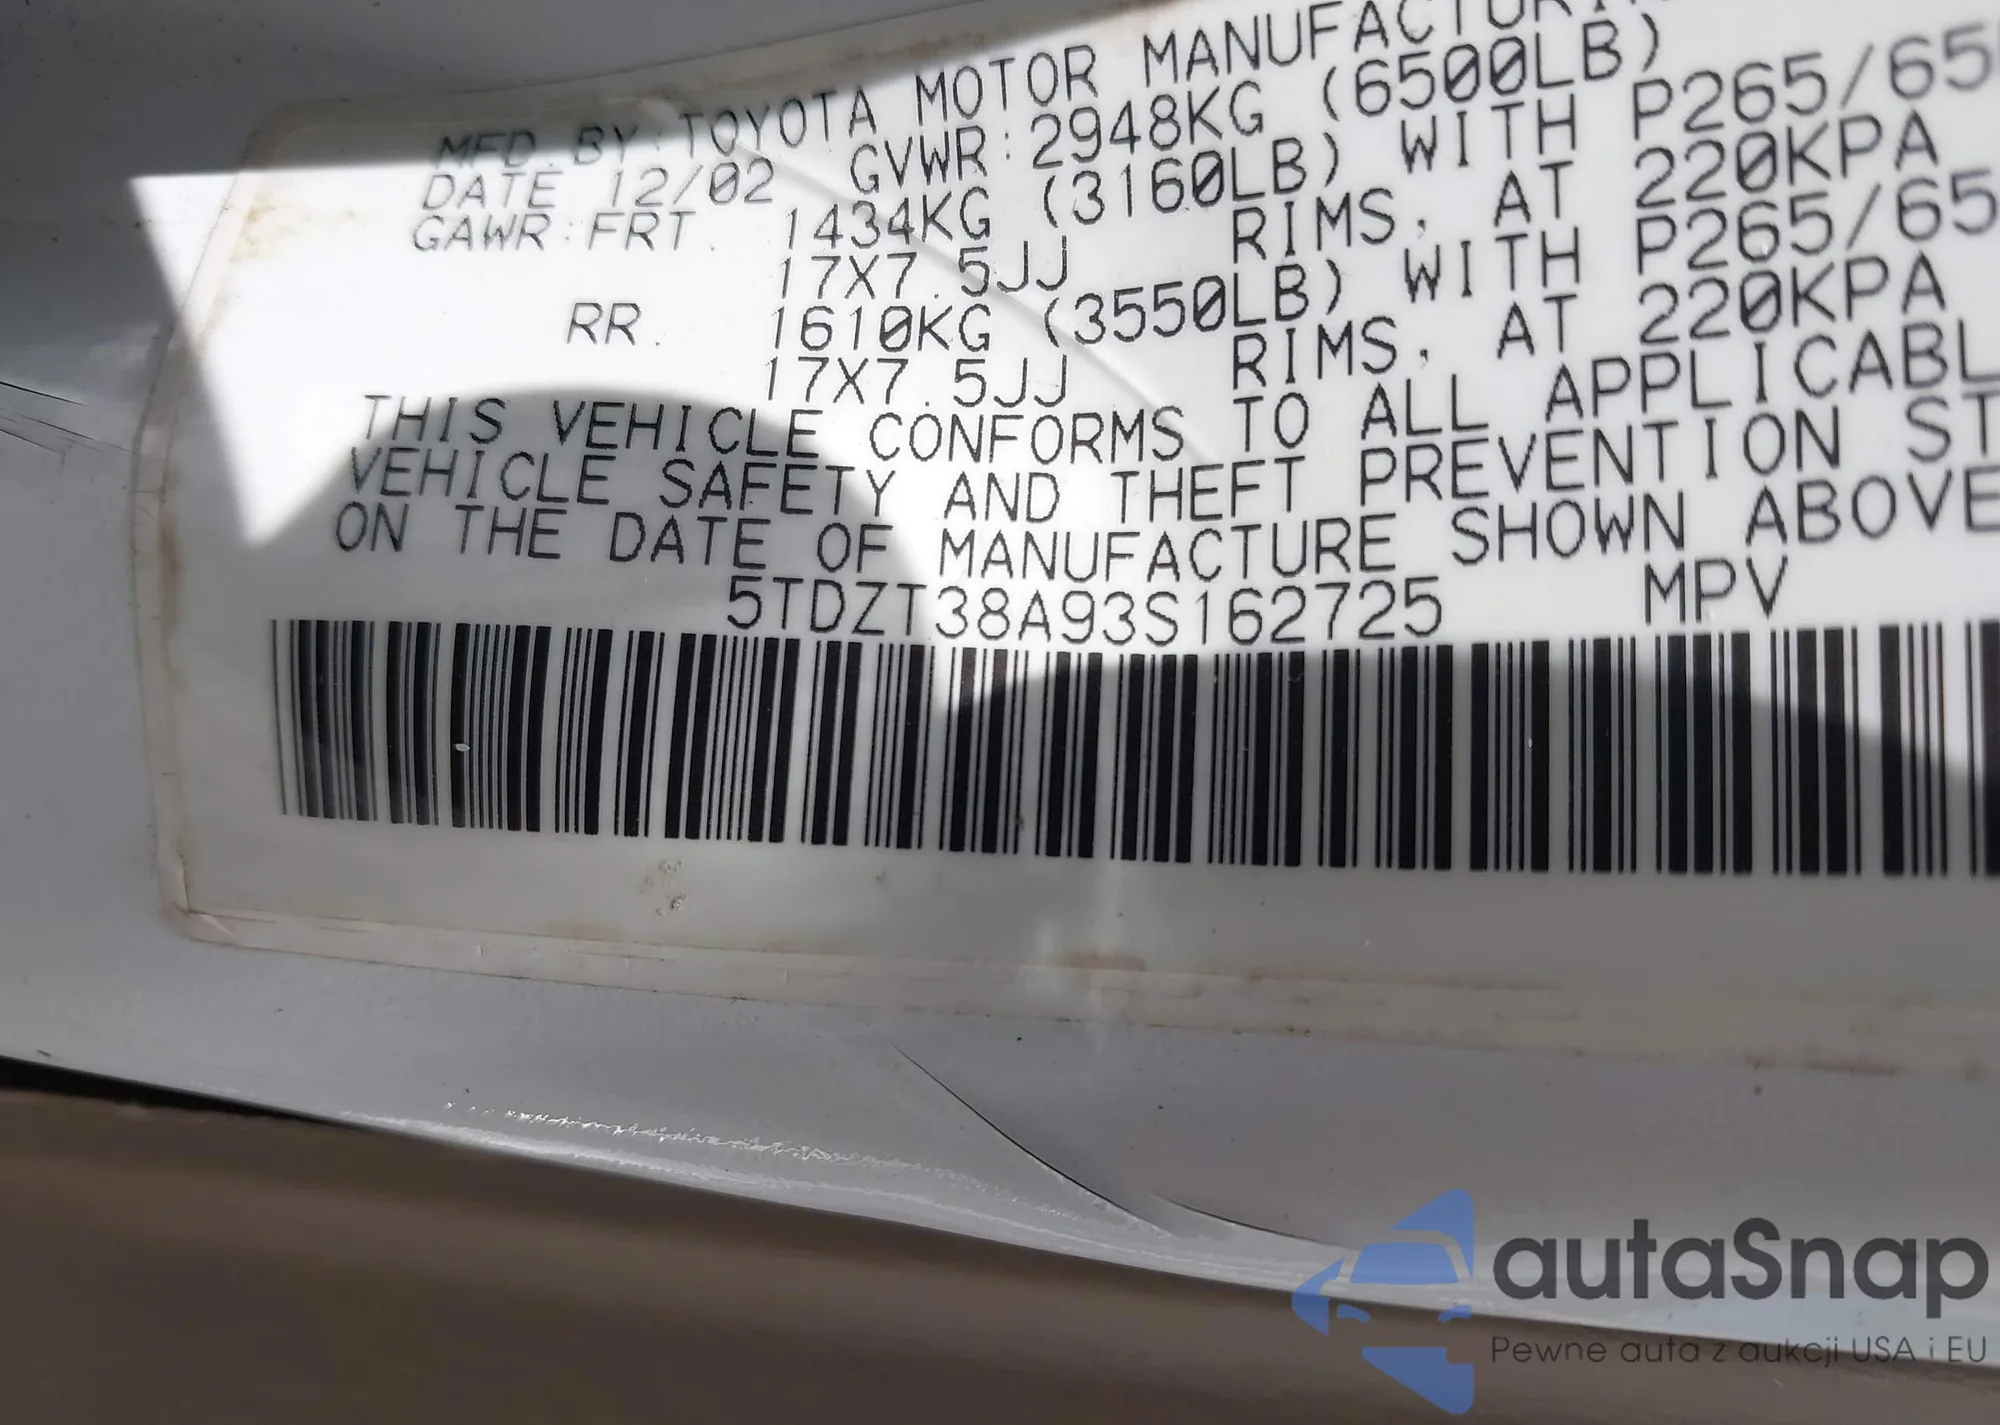 MFD. BY: TOYOTA MOTOR MANUFACTURIN
DATE 12/02 GVWR: 2948KG (6500LB)
GAWR: FRT. 1434KG (3160LB) WITH P265/65
17X7.5JJ RIMS, AT 220KPA
RR. 1610KG (3550LB) WITH P265/65
17X7.5JJ RIMS, AT 220KPA
THIS VEHICLE CONFORMS TO ALL APPLICABL
VEHICLE SAFETY AND THEFT PREVENTION ST
ON THE DATE OF MANUFACTURE SHOWN ABOVE
5TDZT38A93S162725 MPV
autaSnap
Pewne auta z aukcji USA i EU